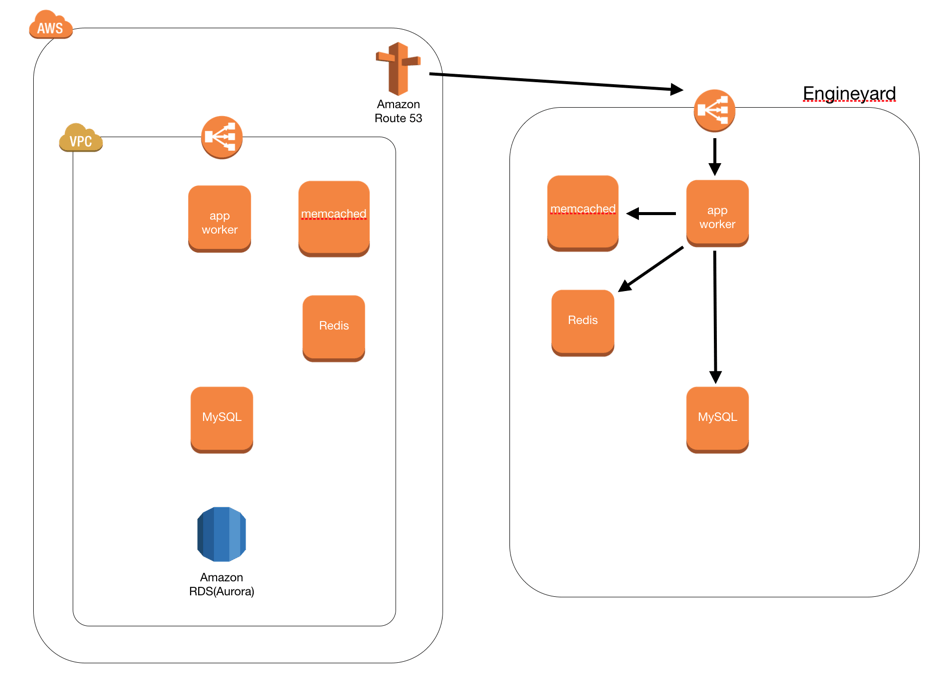 AWS
Amazon
Route 53
Engineyard
VPC
app
worker
memcached
memcached
app
worker
Redis
Redis
MySQL
MySQL
Amazon
RDS(Aurora)